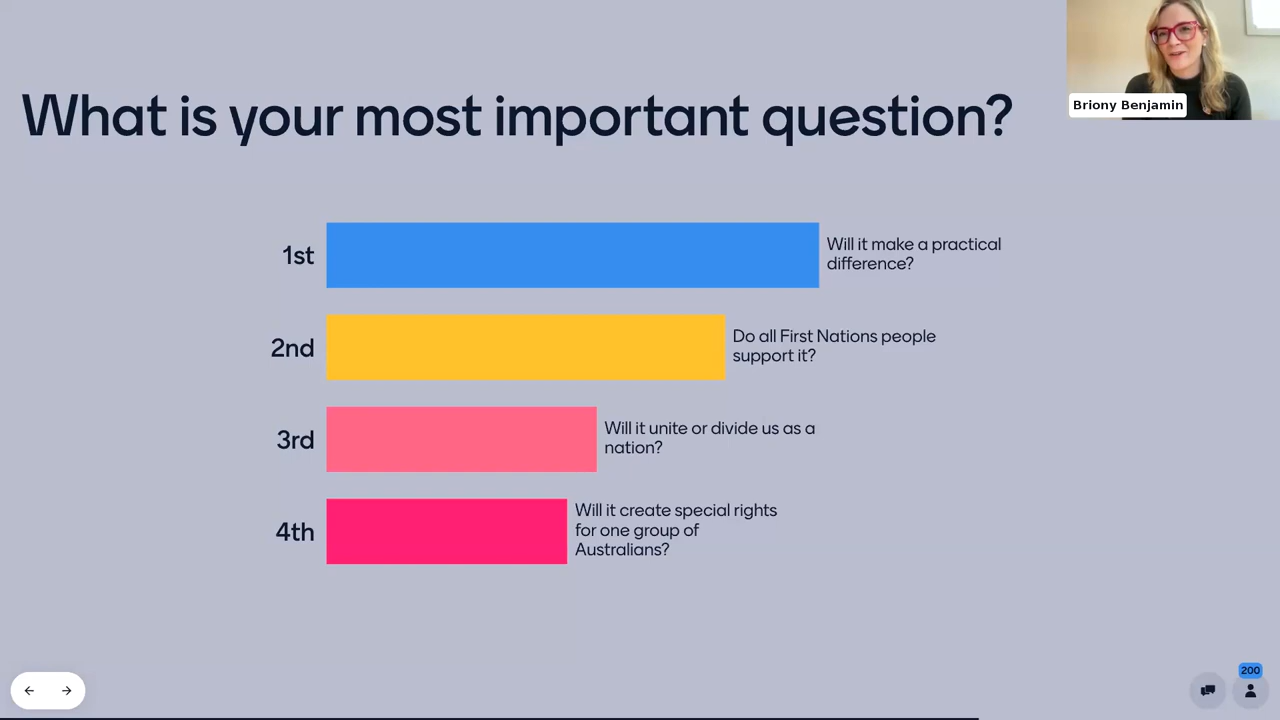 Briony Benjamin
What is your most important question?
1st
Will it make a practical
difference?
2nd
Do all First Nations people
support it?
3rd
Will it unite or divide us as a
nation?
4th
Will it create special rights
for one group of
Australians?
200